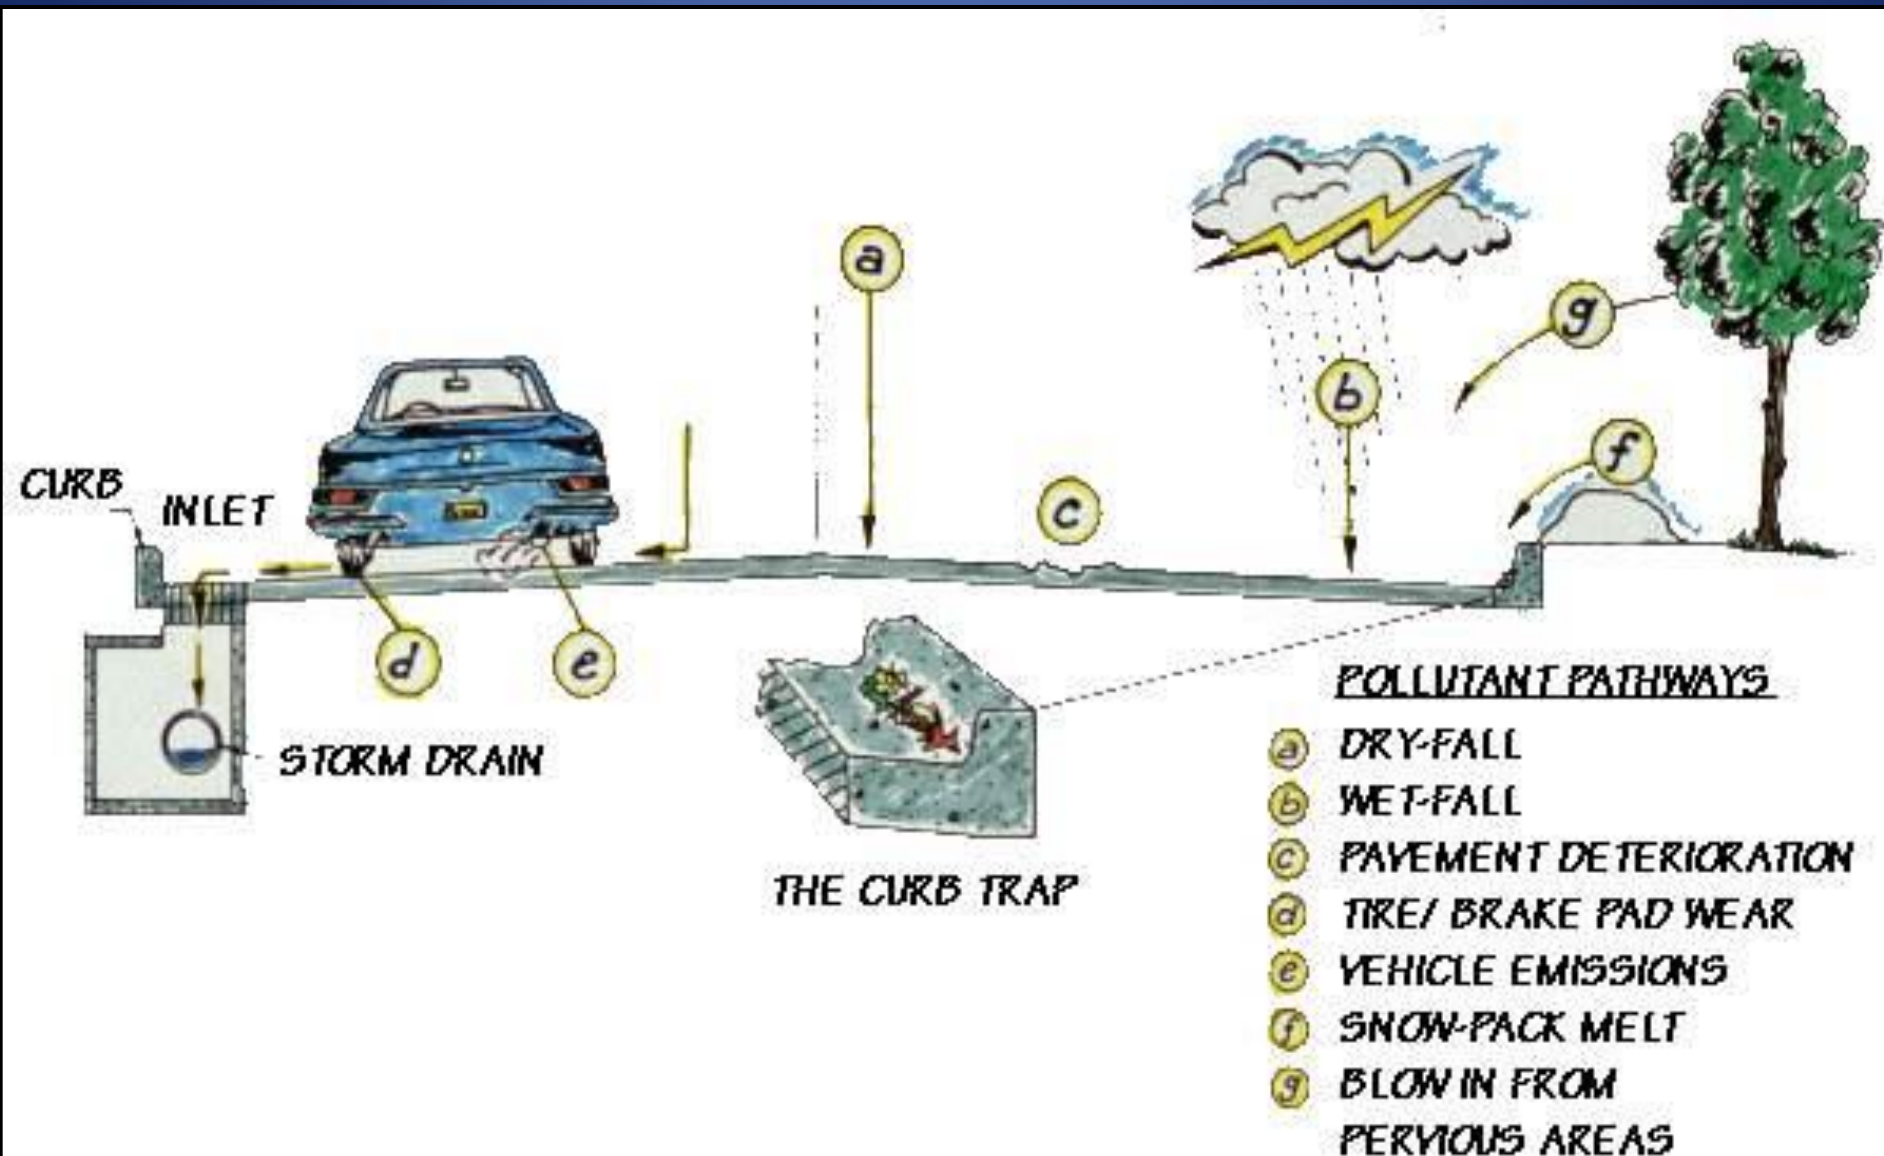 a
g
b
f
CURB
INLET
c
d
e
STORM DRAIN
THE CURB TRAP
POLLUTANT PATHWAYS
a DRY-FALL
b WET-FALL
c PAVEMENT DETERIORATION
d TIRE/ BRAKE PAD WEAR
e VEHICLE EMISSIONS
f SNOW-PACK MELT
g BLOW IN FROM
PERVIOUS AREAS